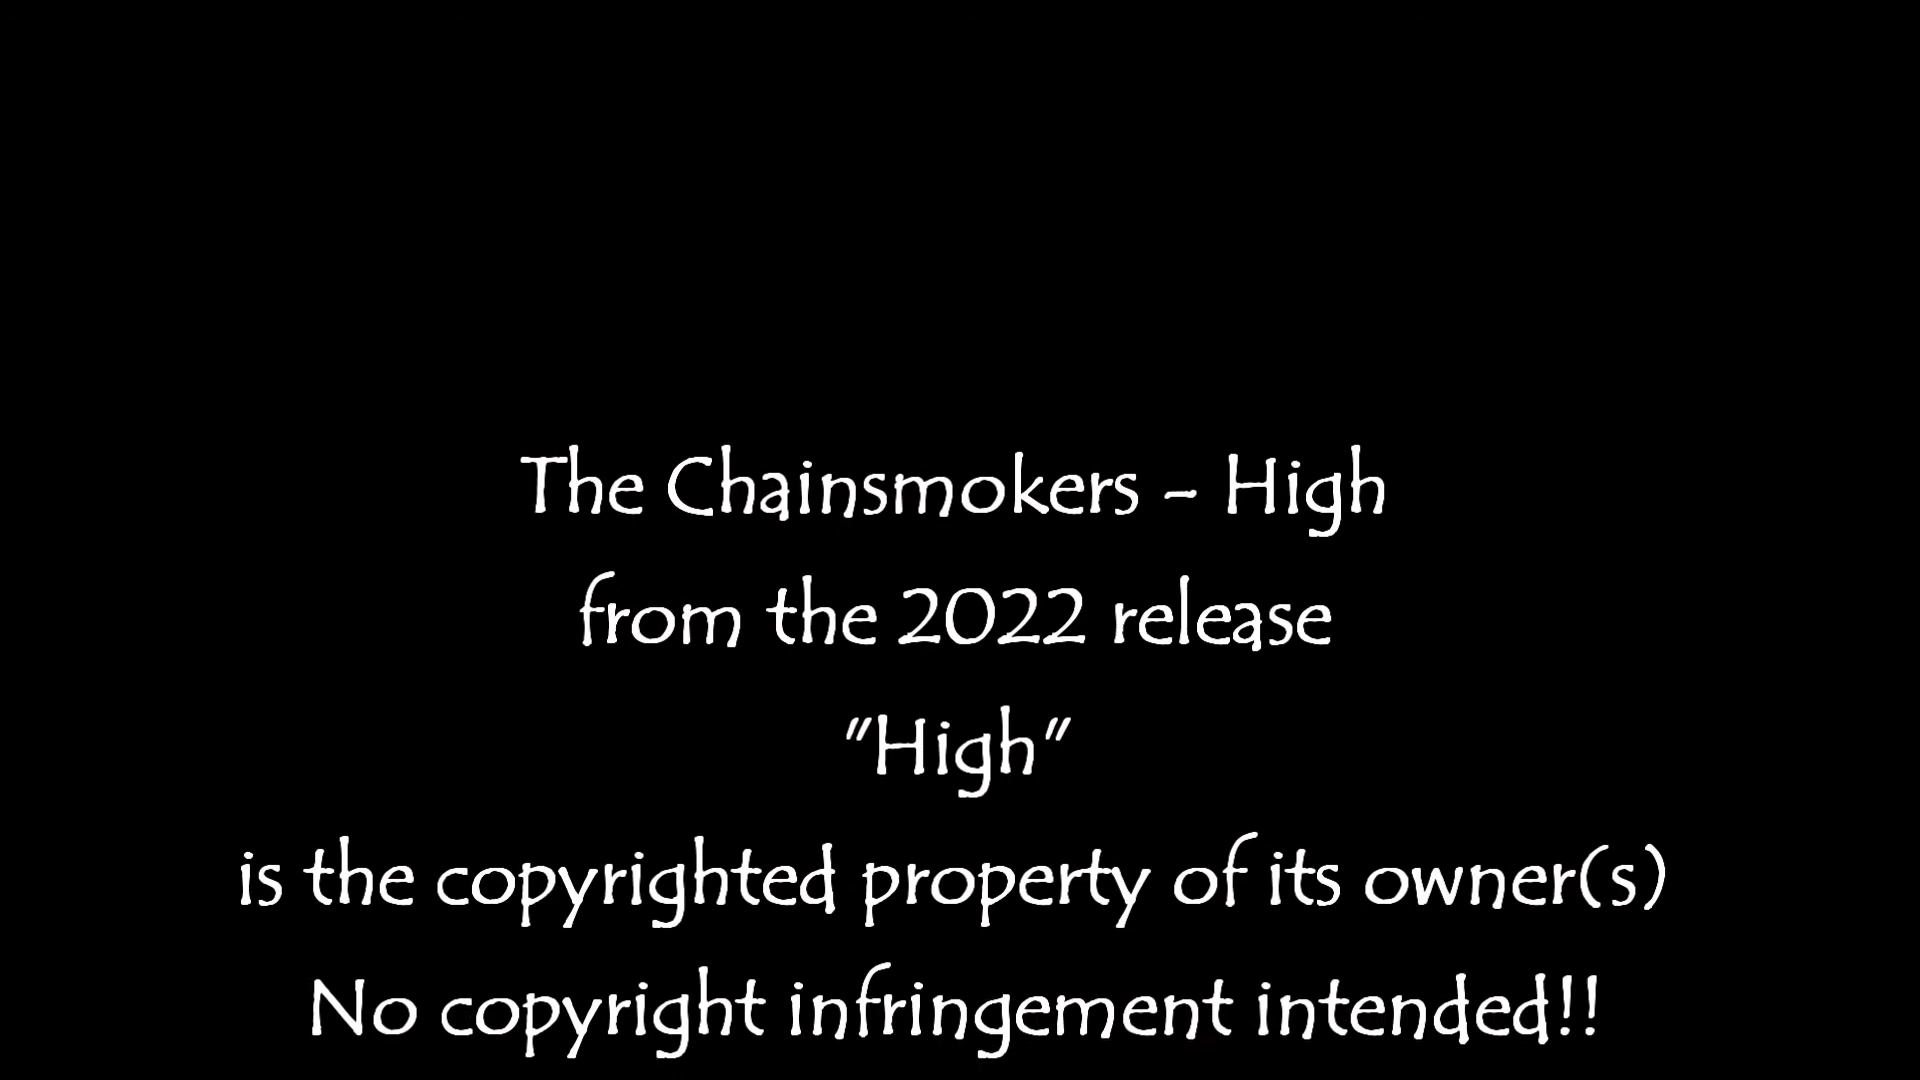 The Chainsmokers - High
from the 2022 release
"High"
is the copyrighted property of its owner(s)
No copyright infringement intended!!